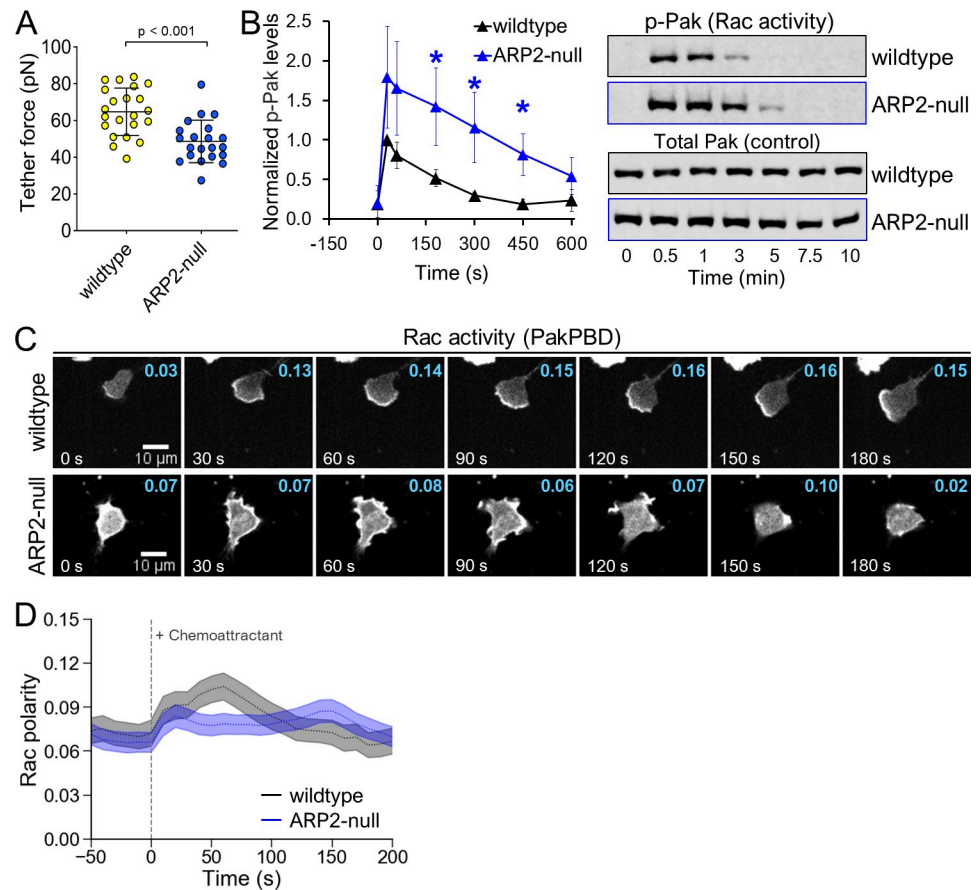 A
p < 0.001
Tether force (pN)
100
80
60
40
20
0
wildtype
ARP2-null
B
Normalized p-Pak levels
2.5
2.0
1.5
1.0
0.5
0.0
wildtype
ARP2-null
*
*
*
-150 0 150 300 450 600
Time (s)
p-Pak (Rac activity)
wildtype
ARP2-null
Total Pak (control)
wildtype
ARP2-null
0 0.5 1 3 5 7.5 10
Time (min)
C
Rac activity (PakPBD)
wildtype
0.03 0.13 0.14 0.15 0.16 0.16 0.15
10 µm
0 s 30 s 60 s 90 s 120 s 150 s 180 s
ARP2-null
0.07 0.07 0.08 0.06 0.07 0.10 0.02
10 µm
0 s 30 s 60 s 90 s 120 s 150 s 180 s
D
Rac polarity
0.15
0.12
0.09
0.06
0.03
0.00
+ Chemoattractant
wildtype
ARP2-null
−50 0 50 100 150 200
Time (s)